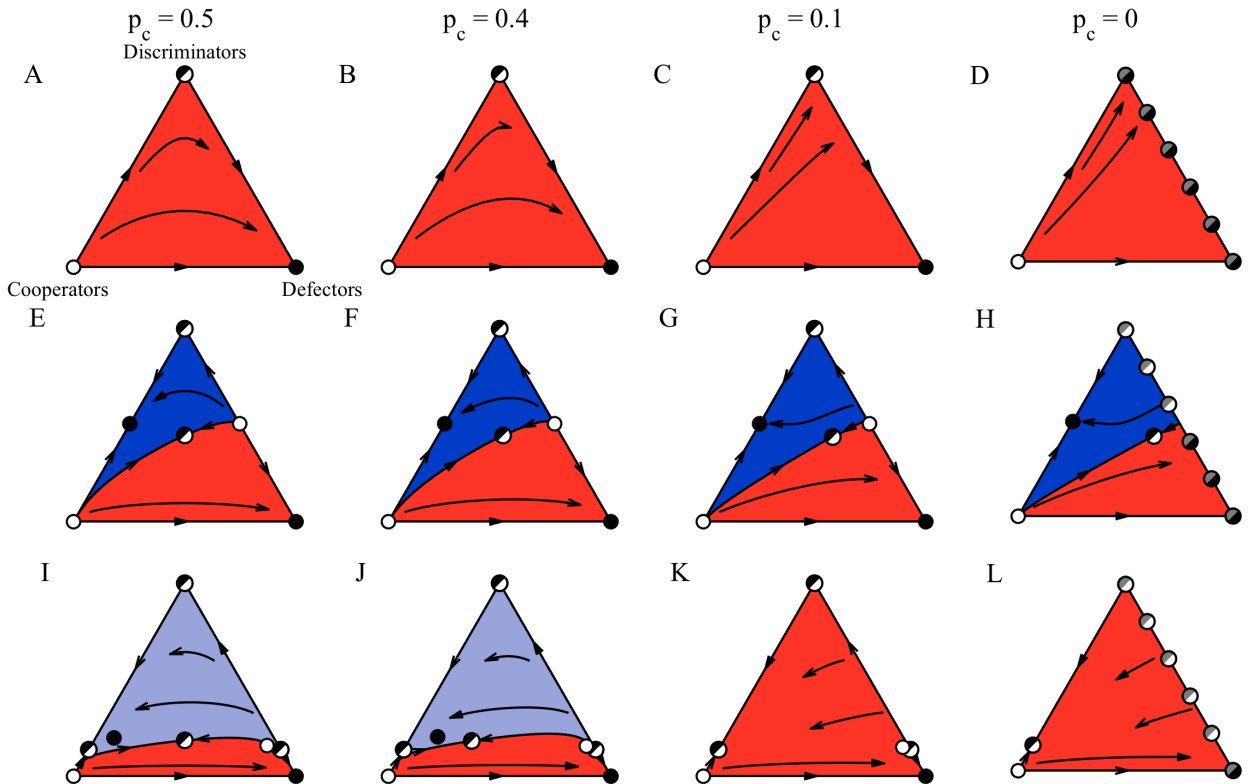 p_c = 0.5 p_c = 0.4 p_c = 0.1 p_c = 0
Discriminators
A B C D
Cooperators Defectors
E F G H
I J K L